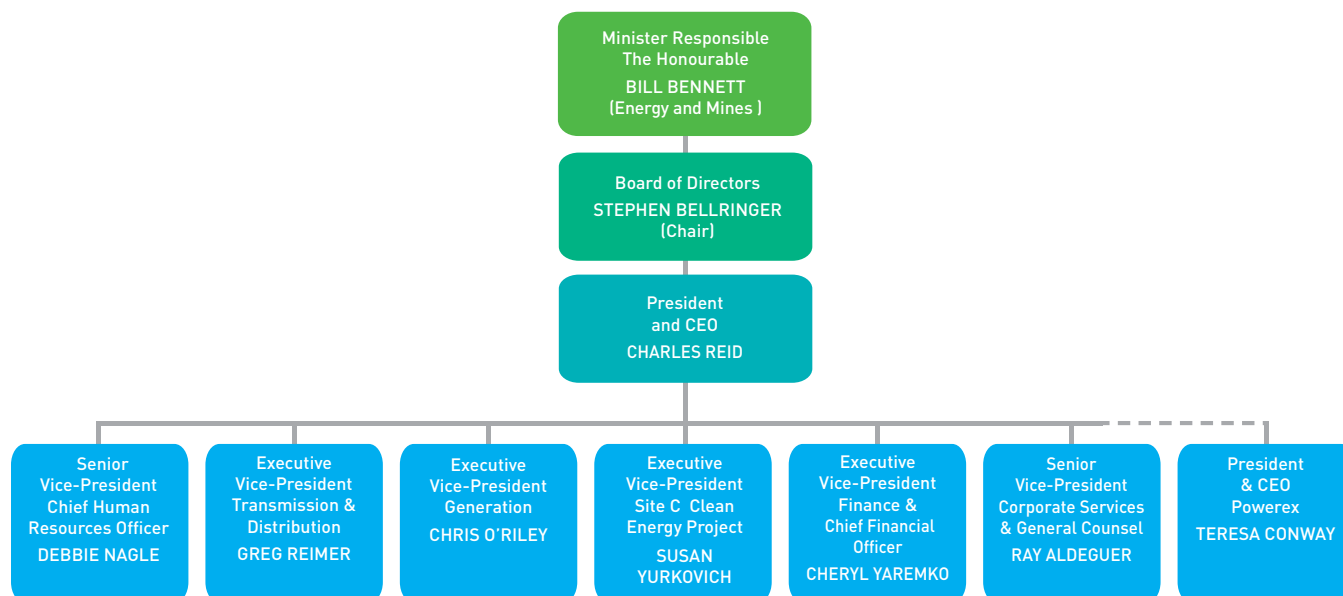 Minister Responsible
The Honourable
BILL BENNETT
(Energy and Mines )
Board of Directors
STEPHEN BELLRINGER
(Chair)
President
and CEO
CHARLES REID
Senior
Vice-President
Chief Human
Resources Officer
DEBBIE NAGLE
Executive
Vice-President
Transmission &
Distribution
GREG REIMER
Executive
Vice-President
Generation
CHRIS O'RILEY
Executive
Vice-President
Site C Clean
Energy Project
SUSAN
YURKOVICH
Executive
Vice-President
Finance &
Chief Financial
Officer
CHERYL YAREMKO
Senior
Vice-President
Corporate Services
& General Counsel
RAY ALDEGUER
President
& CEO
Powerex
TERESA CONWAY